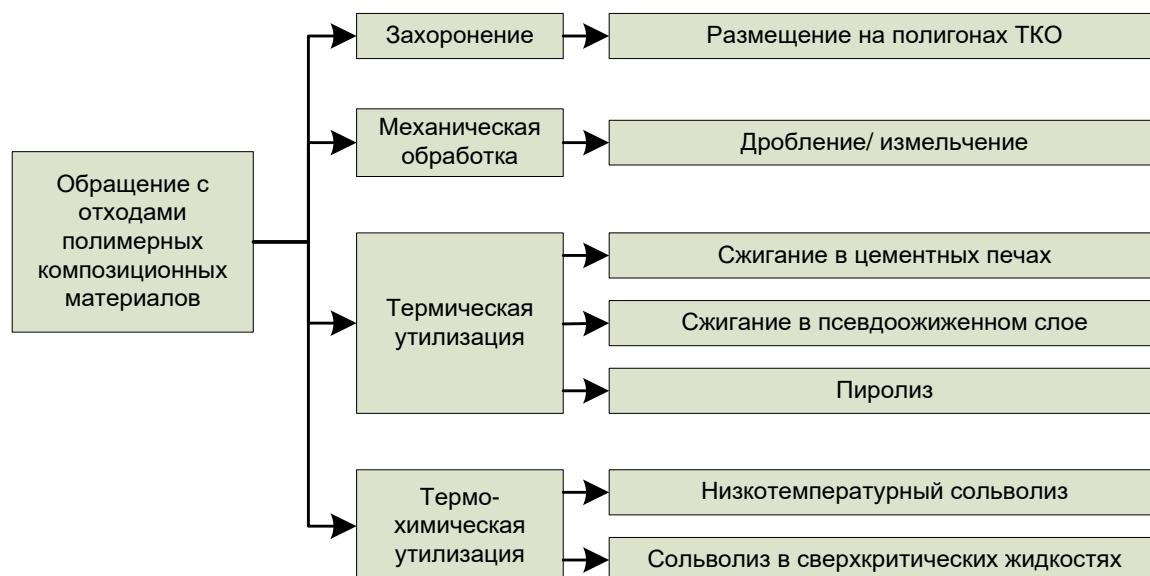 Обращение с
отходами
полимерных
композиционных
материалов
Захоронение
Размещение на полигонах ТКО
Механическая
обработка
Дробление/ измельчение
Термическая
утилизация
Сжигание в цементных печах
Сжигание в псевдоожиженном слое
Пиролиз
Термо-
химическая
утилизация
Низкотемпературный сольволиз
Сольволиз в сверхкритических жидкостях